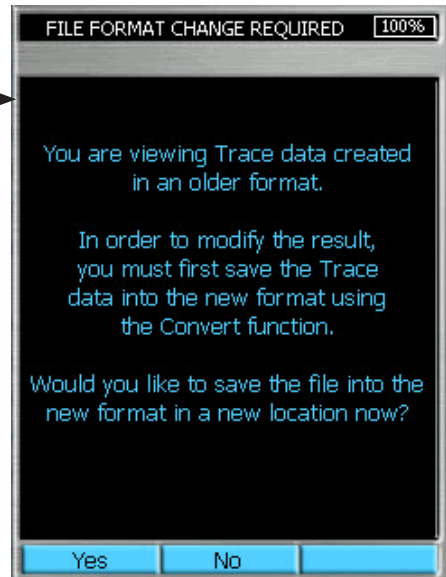 FILE FORMAT CHANGE REQUIRED 100%
You are viewing Trace data created
in an older format.
In order to modify the result,
you must first save the Trace
data into the new format using
the Convert function.
Would you like to save the file into the
new format in a new location now?
Yes No